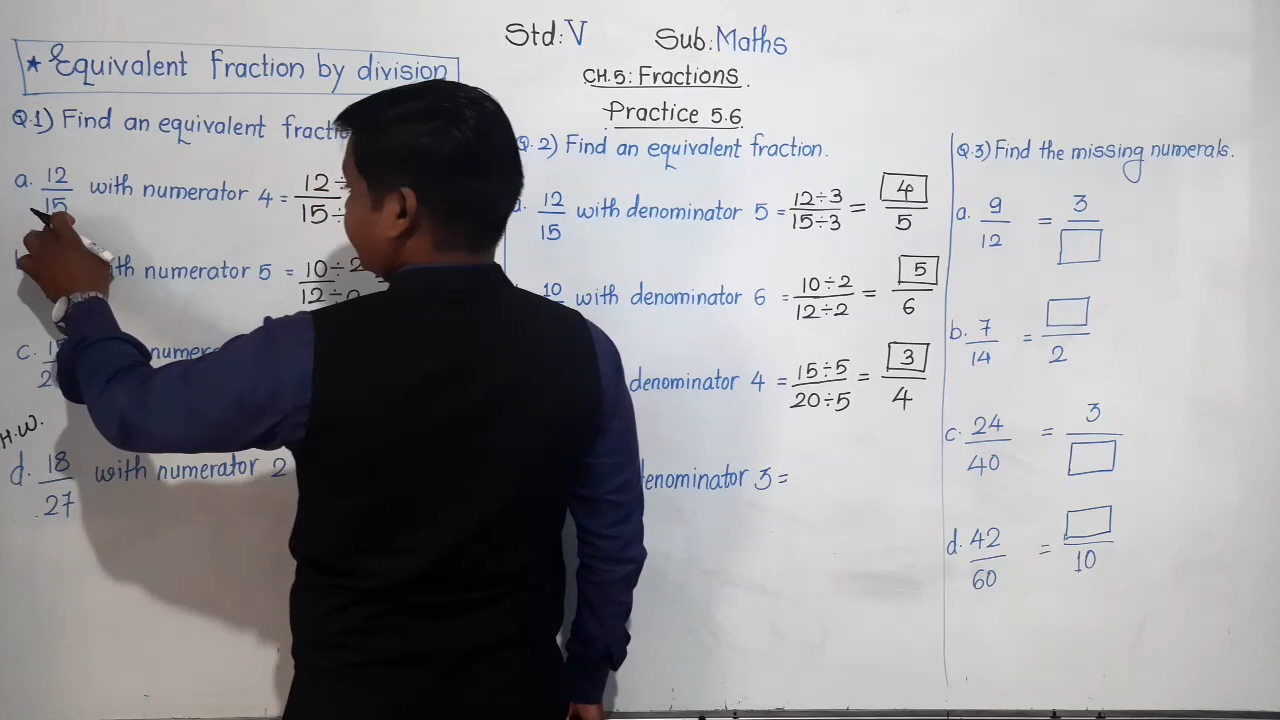 Std: V Sub: Maths
CH.5: Fractions.
Practice 5.6
★ Equivalent fraction by division
Q.1) Find an equivalent
a. 12/15 with numerator 4 = 12÷ / 15÷
with numerator 5 = 10÷2 / 12÷
c.
H.W.
d. 18/27 with numerator 2
Q.2) Find an equivalent fraction.
12/15 with denominator 5 = 12÷3 / 15÷3 = 4/5
10 with denominator 6 = 10÷2 / 12÷2 = 5/6
denominator 4 = 15÷5 / 20÷5 = 3/4
denominator 3 =
Q.3) Find the missing numerals.
a. 9/12 = 3/□
b. 7/14 = □/2
c. 24/40 = 3/□
d. 42/60 = □/10